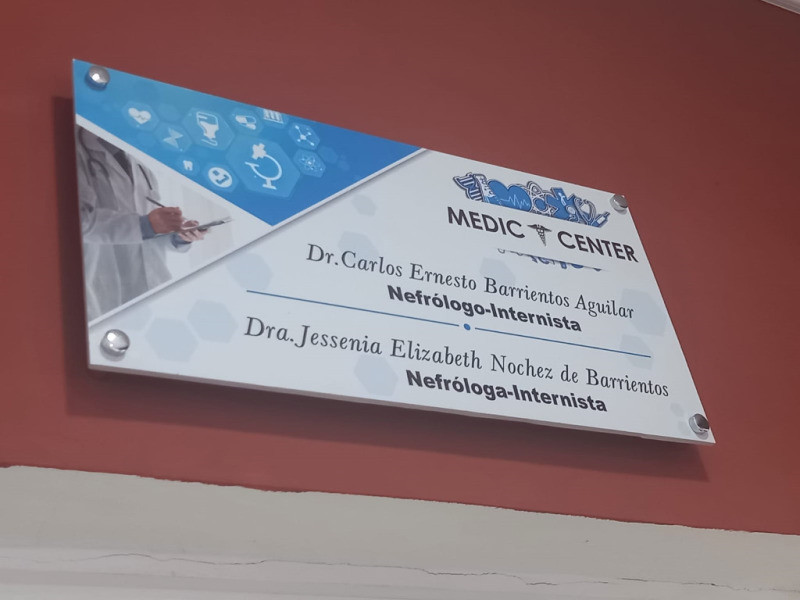 MEDIC CENTER
Dr.Carlos Ernesto Barrientos Aguilar
Nefrólogo-Internista
Dra.Jessenia Elizabeth Nochez de Barrientos
Nefróloga-Internista